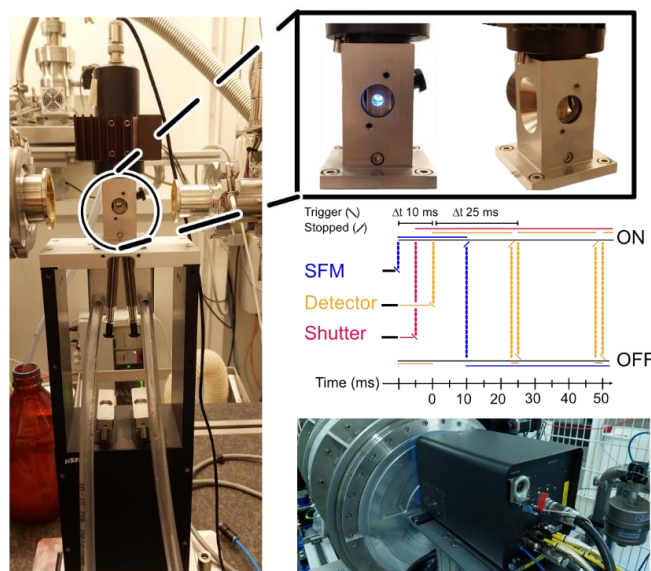 Trigger (↘)
Stopped (↗)
Δt 10 ms
Δt 25 ms
ON
SFM
Detector
Shutter
OFF
Time (ms)
0 10 20 30 40 50
µSFM